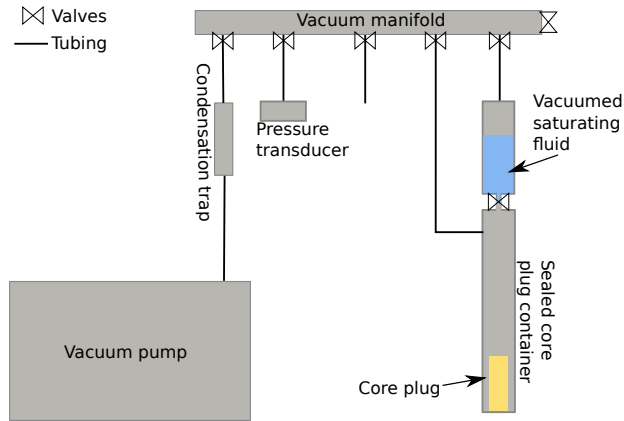 Valves
Tubing
Vacuum manifold
Condensation trap
Pressure
transducer
Vacuumed
saturating
fluid
Sealed core
plug container
Vacuum pump
Core plug